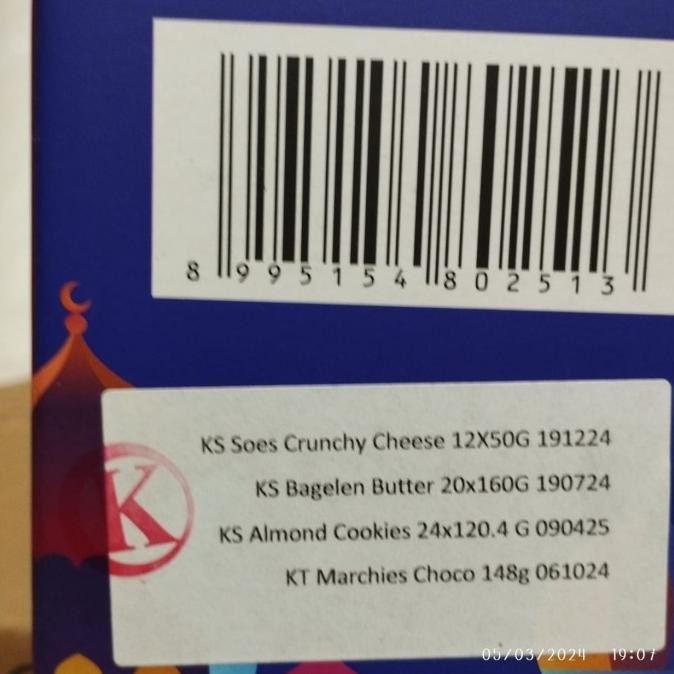 8 995154 802513
K
KS Soes Crunchy Cheese 12X50G 191224
KS Bagelen Butter 20x160G 190724
KS Almond Cookies 24x120.4 G 090425
KT Marchies Choco 148g 061024
05/03/2024 19:07